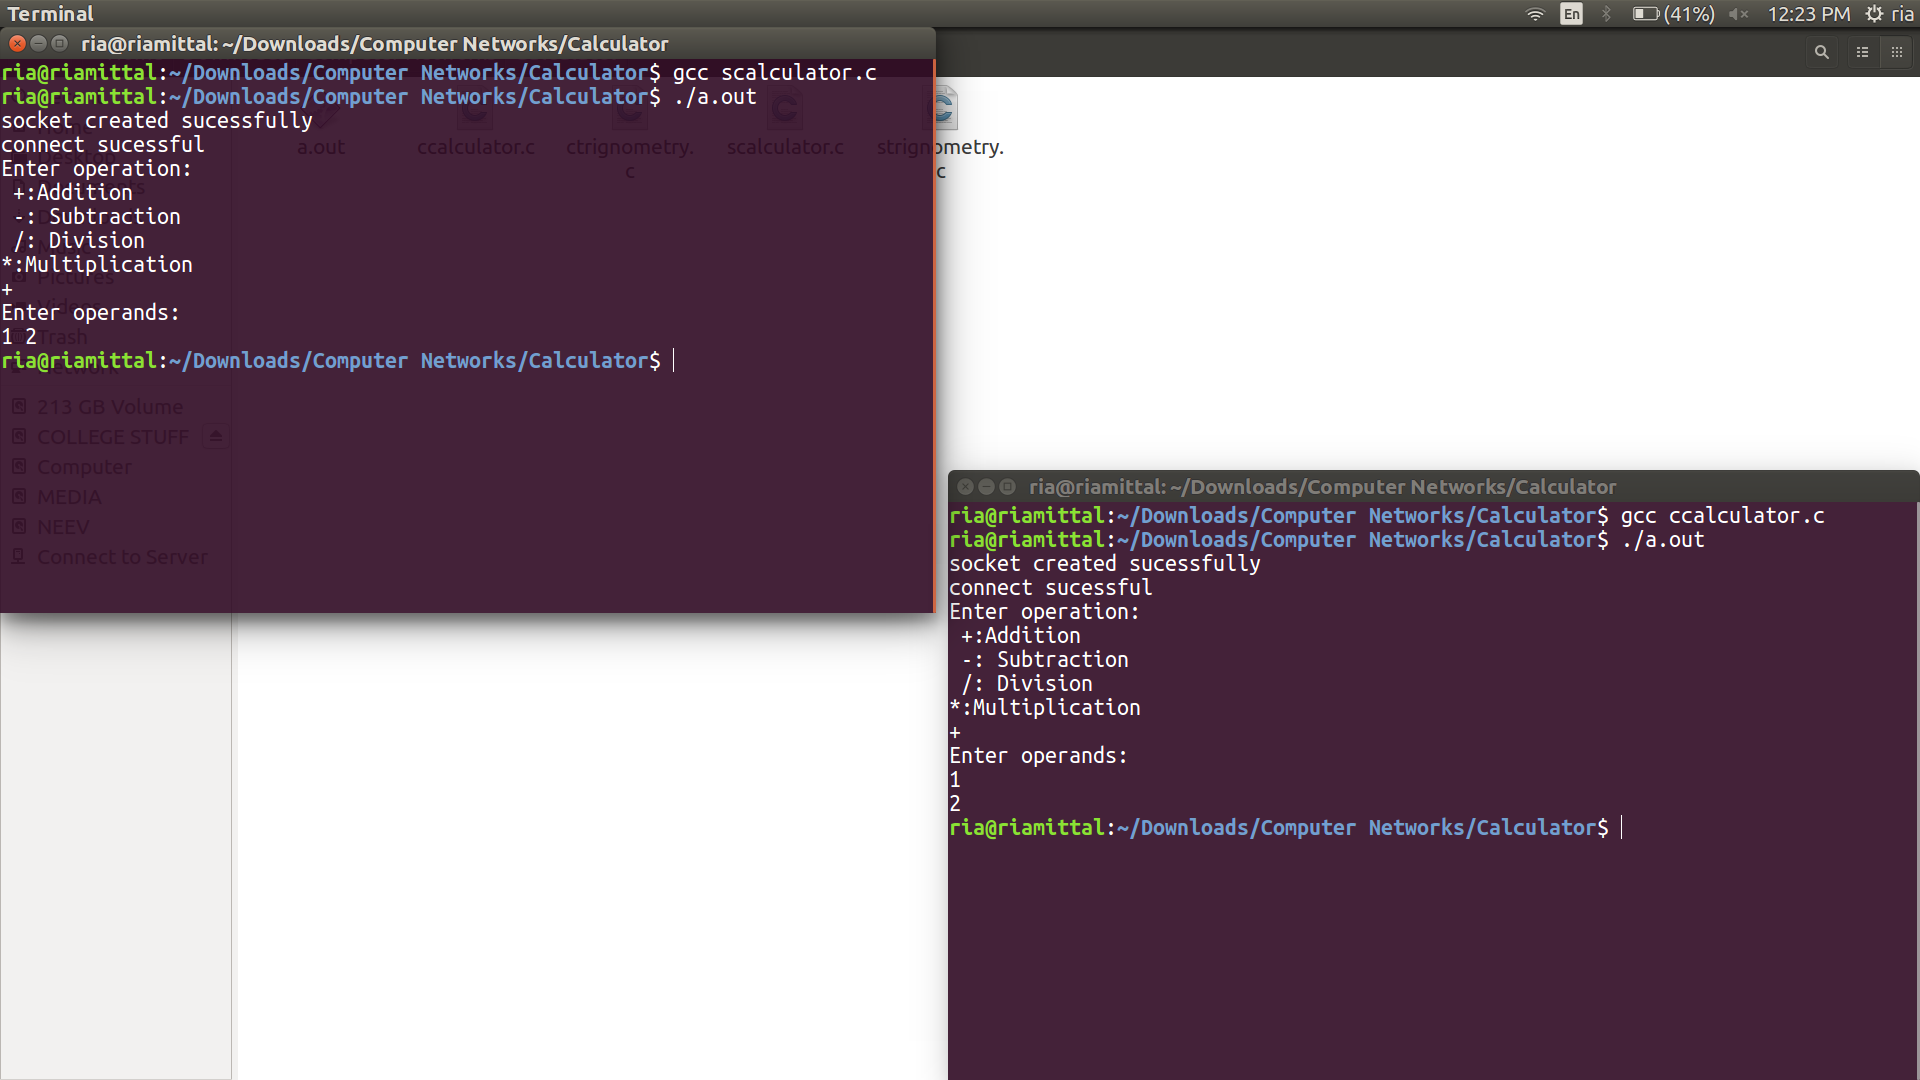 Terminal
En
(41%)
12:23 PM
ria
ria@riamittal: ~/Downloads/Computer Networks/Calculator
ria@riamittal:~/Downloads/Computer Networks/Calculator$ gcc scalculator.c
ria@riamittal:~/Downloads/Computer Networks/Calculator$ ./a.out
socket created sucessfully
connect sucessful
Enter operation:
+:Addition
-: Subtraction
/: Division
*:Multiplication
+
Enter operands:
1 2
ria@riamittal:~/Downloads/Computer Networks/Calculator$
a.out
ccalculator.c
ctrignometry.
c
scalculator.c
strignometry.
c
Desktop
Pictures
Videos
Trash
Network
213 GB Volume
COLLEGE STUFF
Computer
MEDIA
NEEV
Connect to Server
ria@riamittal: ~/Downloads/Computer Networks/Calculator
ria@riamittal:~/Downloads/Computer Networks/Calculator$ gcc ccalculator.c
ria@riamittal:~/Downloads/Computer Networks/Calculator$ ./a.out
socket created sucessfully
connect sucessful
Enter operation:
+:Addition
-: Subtraction
/: Division
*:Multiplication
+
Enter operands:
1
2
ria@riamittal:~/Downloads/Computer Networks/Calculator$